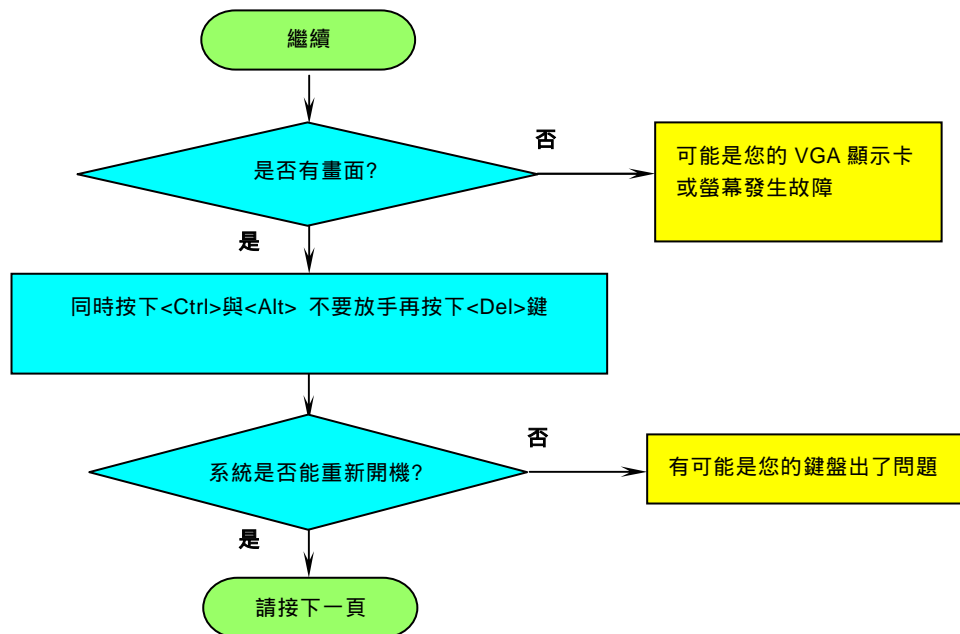 繼續
是否有畫面?
否
可能是您的 VGA 顯示卡
或螢幕發生故障
是
同時按下<Ctrl>與<Alt> 不要放手再按下<Del>鍵
系統是否能重新開機?
否
有可能是您的鍵盤出了問題
是
請接下一頁